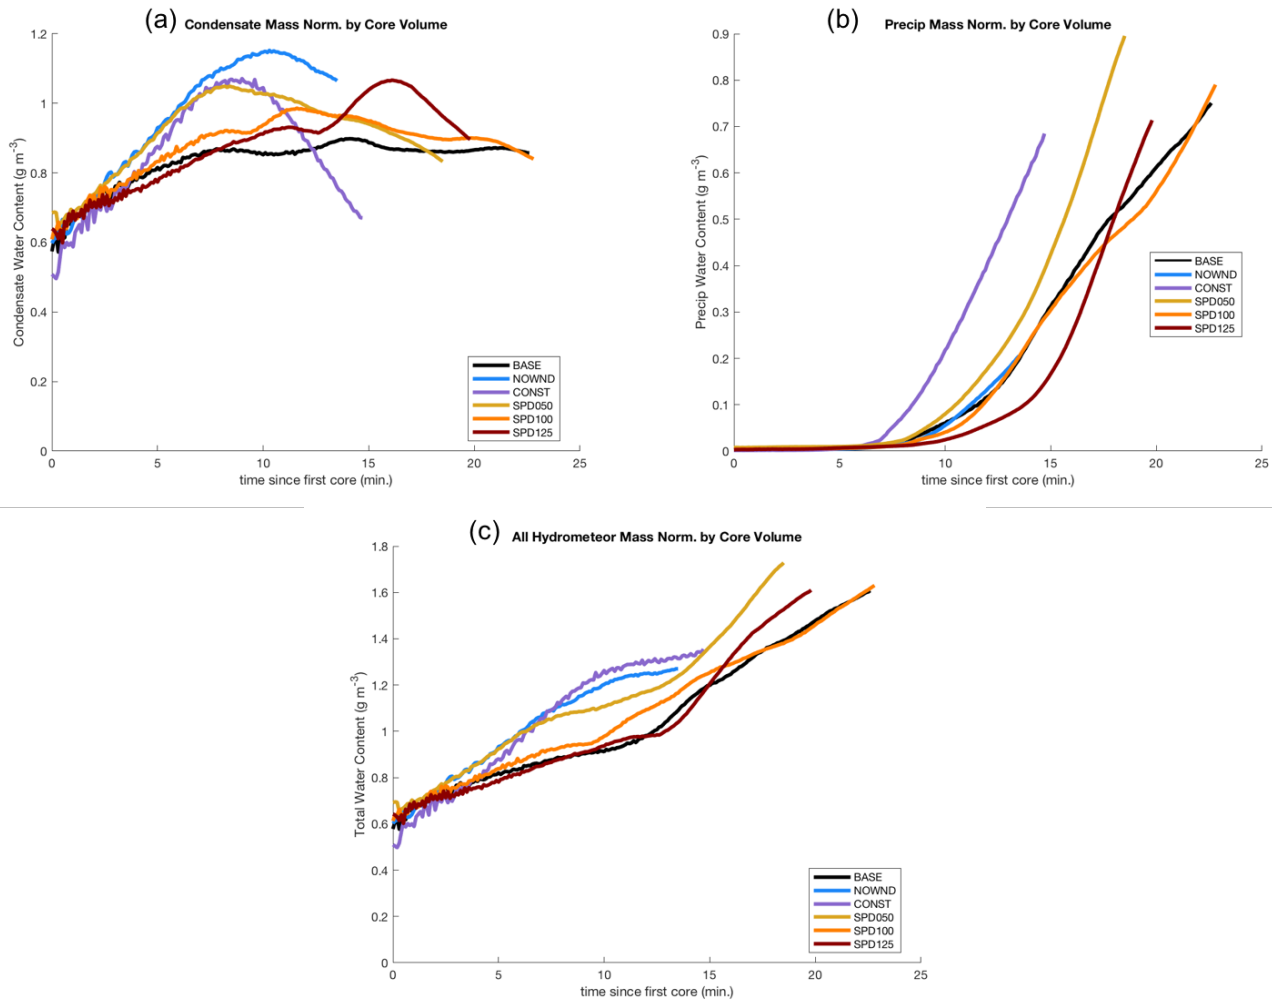 (a) Condensate Mass Norm. by Core Volume
1.2
1
0.8
0.6
0.4
0.2
0
Condensate Water Content (g m⁻³)
0 5 10 15 20 25
time since first core (min.)
BASE
NOWND
CONST
SPD050
SPD100
SPD125
(b) Precip Mass Norm. by Core Volume
0.9
0.8
0.7
0.6
0.5
0.4
0.3
0.2
0.1
0
Precip Water Content (g m⁻³)
0 5 10 15 20 25
time since first core (min.)
BASE
NOWND
CONST
SPD050
SPD100
SPD125
(c) All Hydrometeor Mass Norm. by Core Volume
1.8
1.6
1.4
1.2
1
0.8
0.6
0.4
0.2
0
Total Water Content (g m⁻³)
0 5 10 15 20 25
time since first core (min.)
BASE
NOWND
CONST
SPD050
SPD100
SPD125